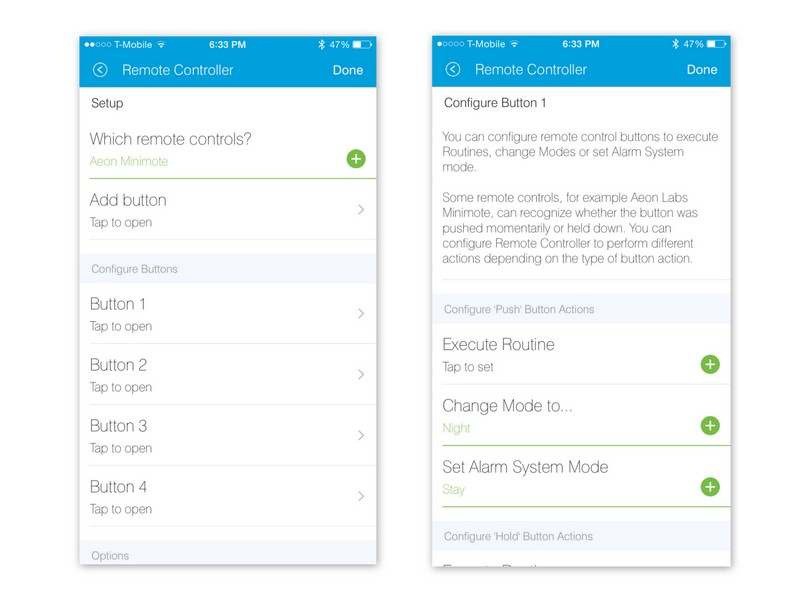 T-Mobile 6:33 PM 47%
Remote Controller Done
Setup
Which remote controls?
Aeon Minimote
Add button
Tap to open
Configure Buttons
Button 1
Tap to open
Button 2
Tap to open
Button 3
Tap to open
Button 4
Tap to open
Options
T-Mobile 6:33 PM 47%
Remote Controller Done
Configure Button 1
You can configure remote control buttons to execute
Routines, change Modes or set Alarm System
mode.
Some remote controls, for example Aeon Labs
Minimote, can recognize whether the button was
pushed momentarily or held down. You can
configure Remote Controller to perform different
actions depending on the type of button action.
Configure 'Push' Button Actions
Execute Routine
Tap to set
Change Mode to...
Night
Set Alarm System Mode
Stay
Configure 'Hold' Button Actions